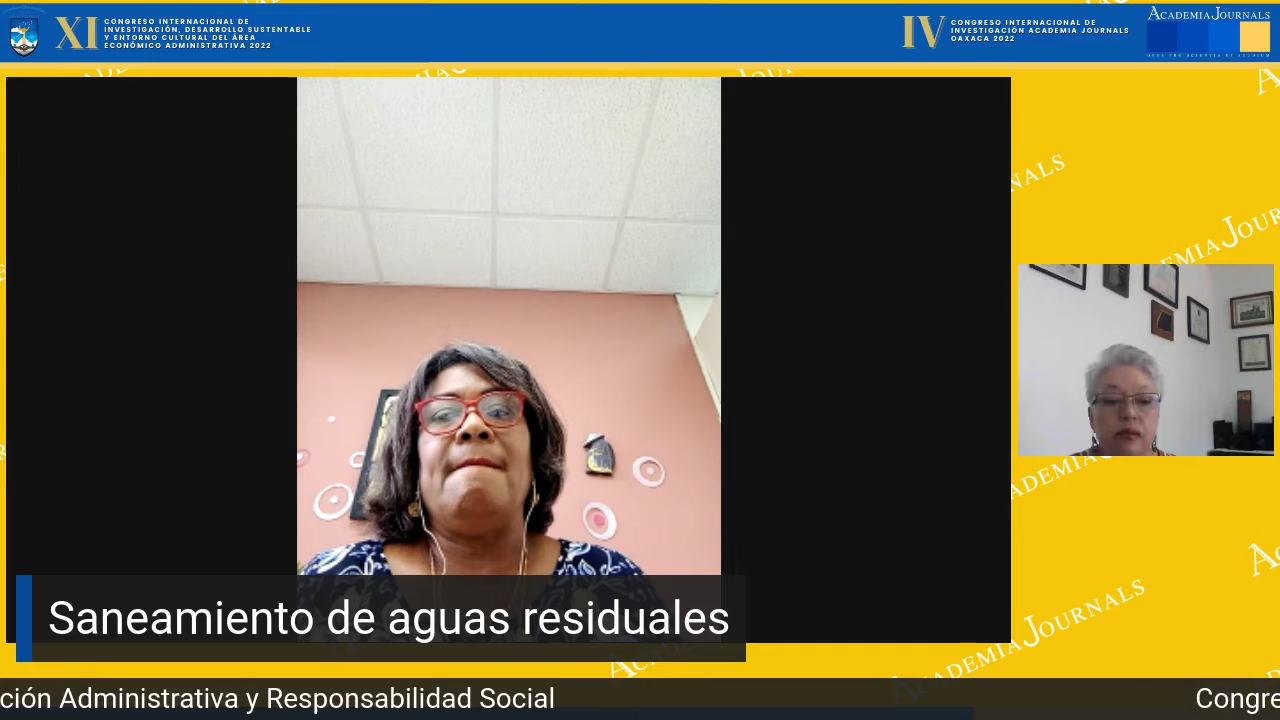 XI
CONGRESO INTERNACIONAL DE
INVESTIGACIÓN, DESARROLLO SUSTENTABLE
Y ENTORNO CULTURAL DEL ÁREA
ECONÓMICO ADMINISTRATIVA 2022
IV
CONGRESO INTERNACIONAL DE
INVESTIGACIÓN ACADEMIA JOURNALS
OAXACA 2022
ACADEMIAJOURNALS
Saneamiento de aguas residuales
ción Administrativa y Responsabilidad Social
Congre
ACADEMIA JOURNALS